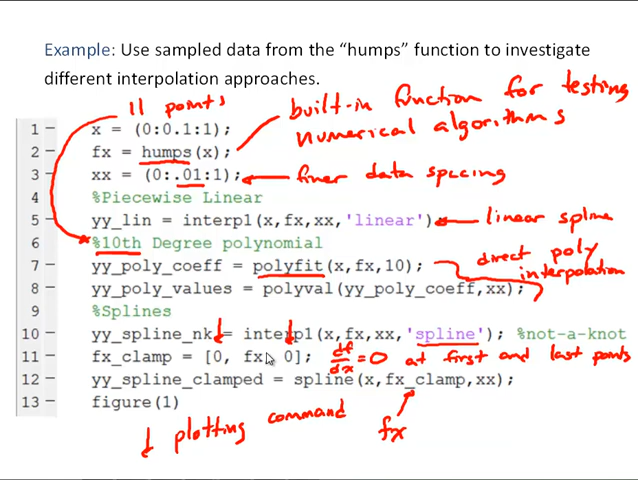 Example: Use sampled data from the “humps” function to investigate
different interpolation approaches.
11 points
built-in function for testing
numerical algorithms
1 x = (0:0.1:1);
2 fx = humps(x);
3 xx = (0:.01:1);
finer data spacing
4 %Piecewise Linear
5 yy_lin = interp1(x,fx,xx,'linear')
linear spline
6 %10th Degree polynomial
direct poly
interpolation
7 yy_poly_coeff = polyfit(x,fx,10);
8 yy_poly_values = polyval(yy_poly_coeff,xx);
9 %Splines
10 yy_spline_nk = interp1(x,fx,xx,'spline'); %not-a-knot
11 fx_clamp = [0, fx, 0];
df/dx = 0 at first and last points
12 yy_spline_clamped = spline(x,fx_clamp,xx);
13 figure(1)
plotting command
fx